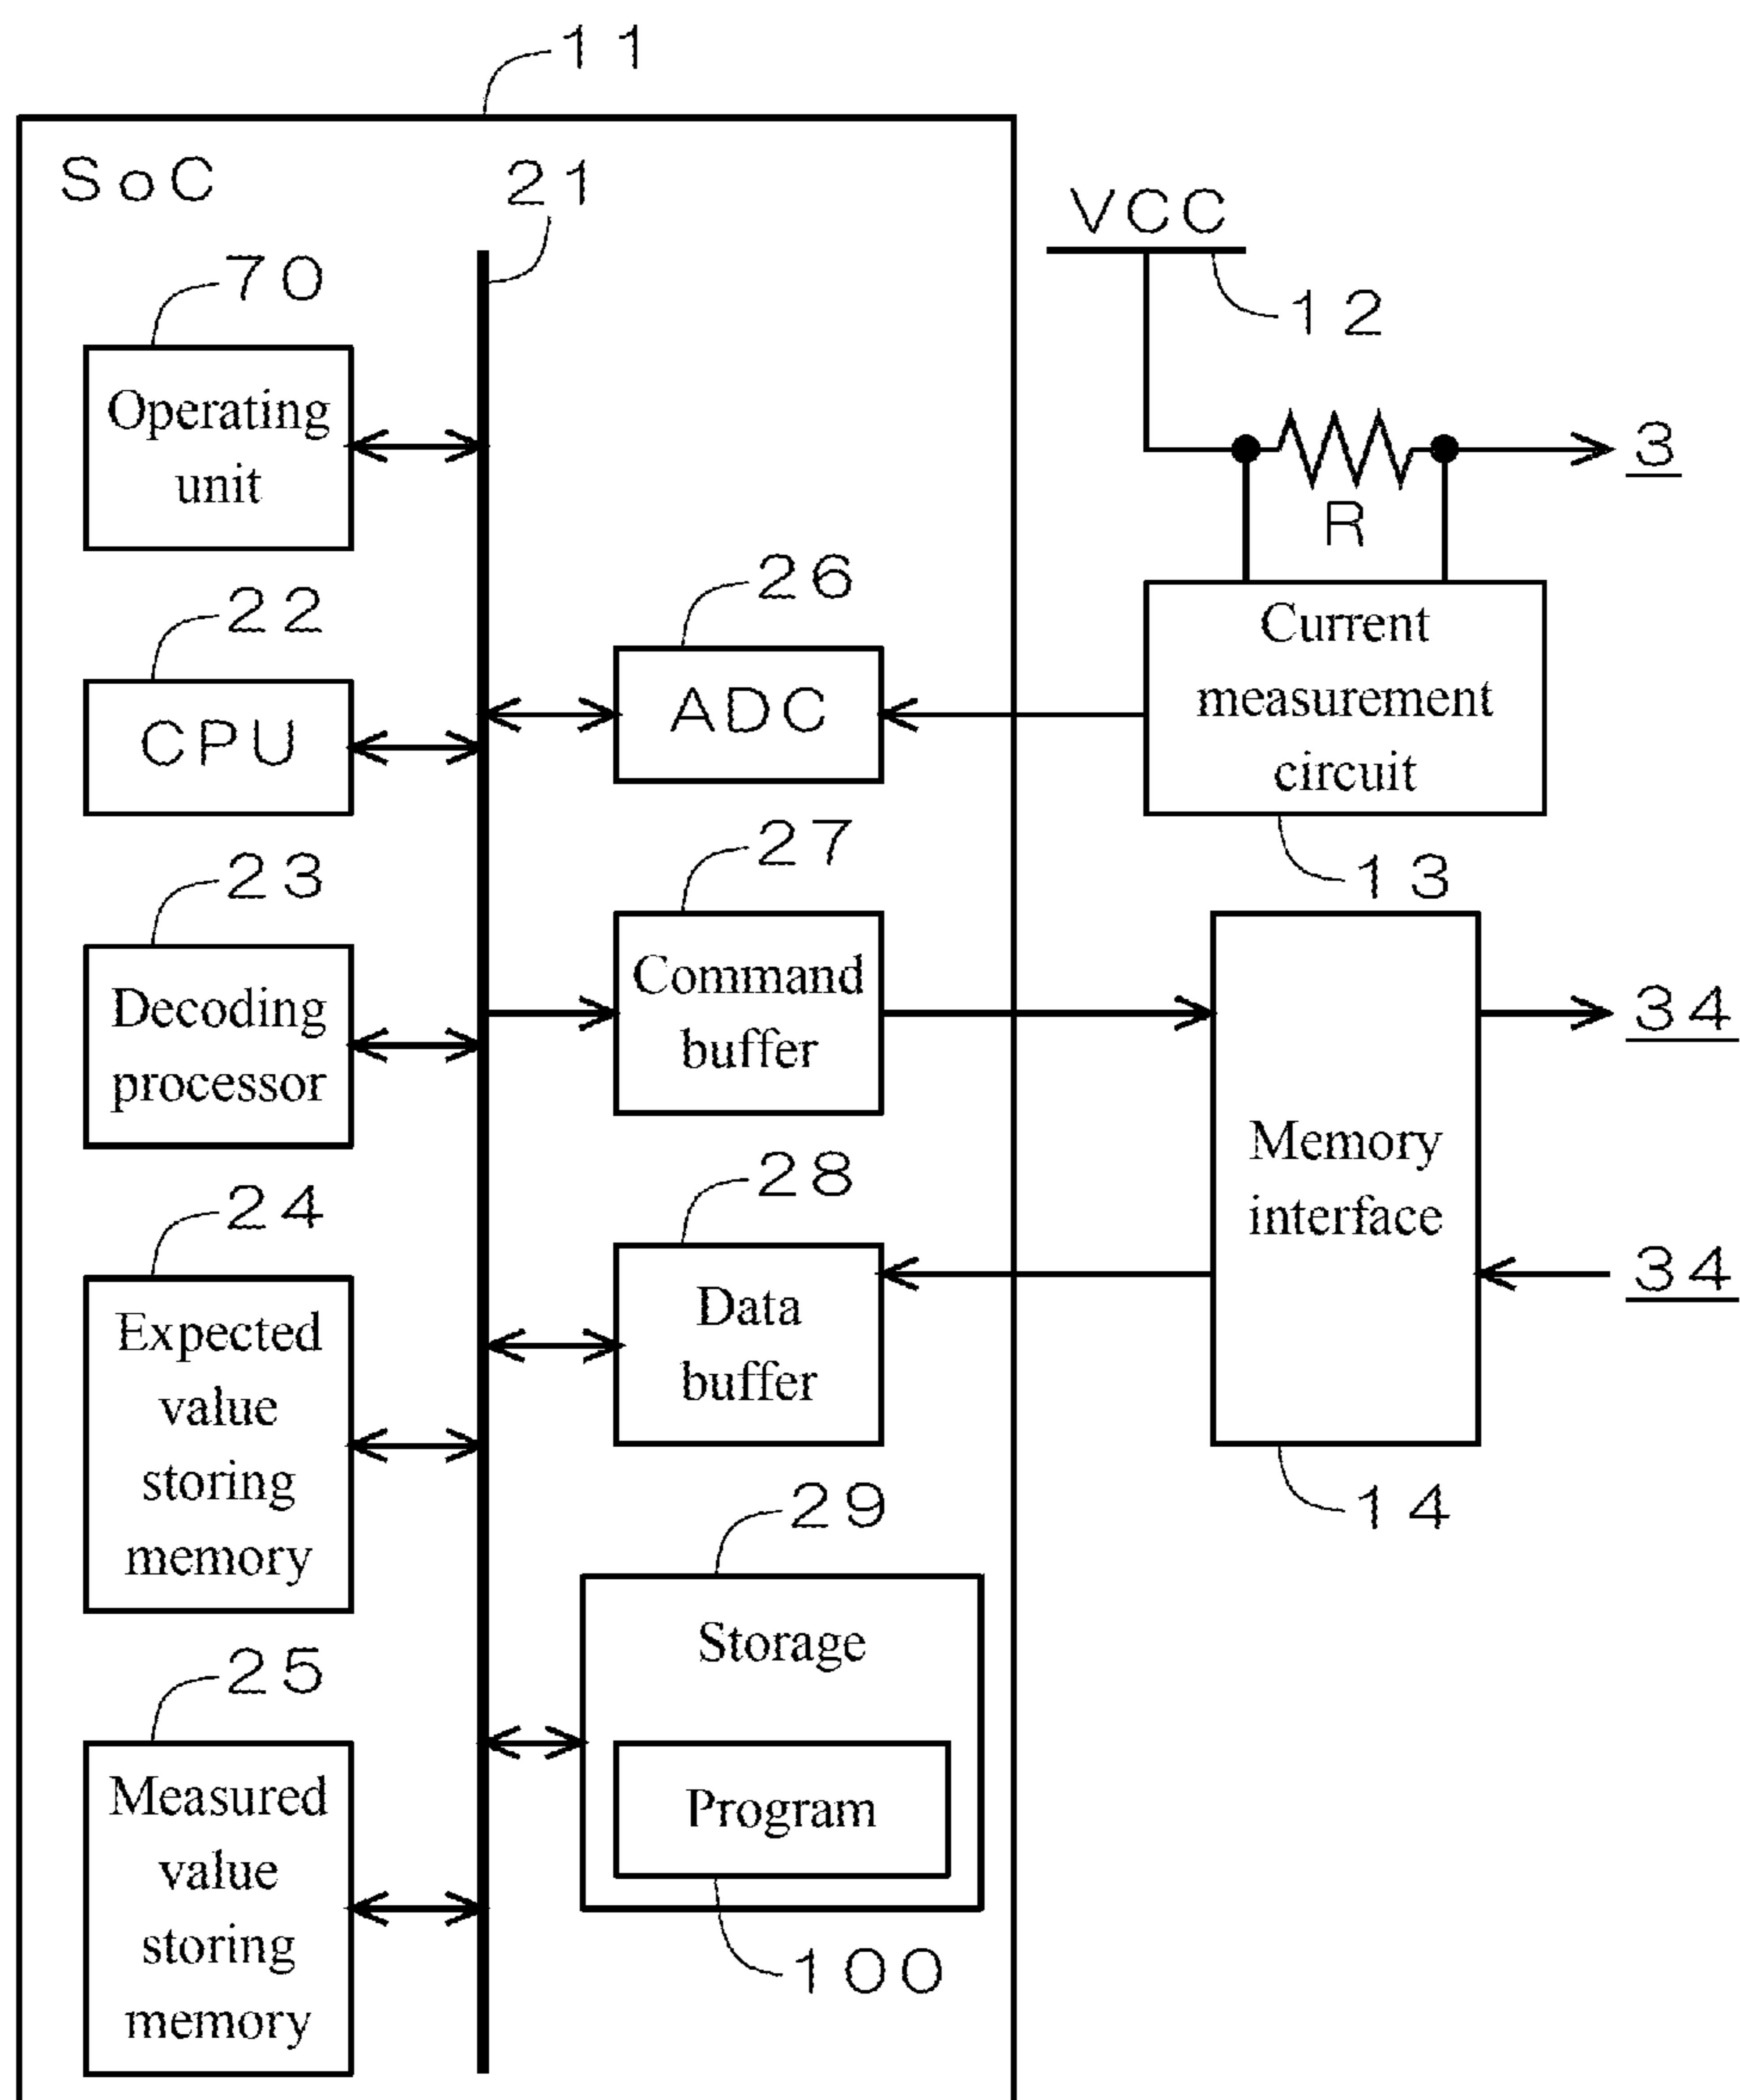 11
SoC
21
VCC
12
70
Operating
unit
3
R
22
CPU
26
ADC
Current
measurement
circuit
13
23
Decoding
processor
27
Command
buffer
34
Memory
interface
34
14
24
Expected
value
storing
memory
28
Data
buffer
29
Storage
Program
100
25
Measured
value
storing
memory